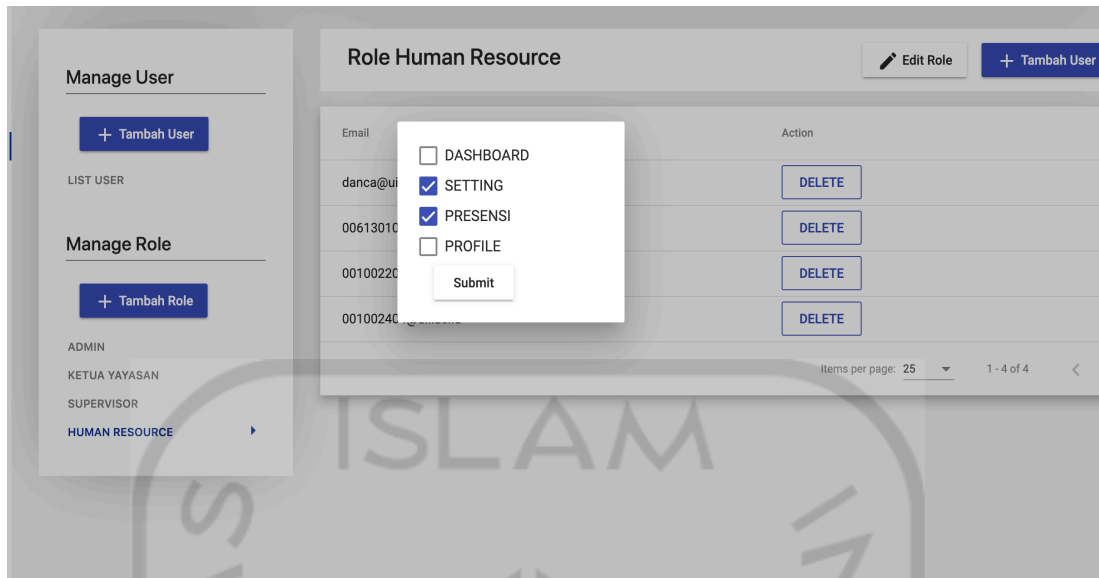 Manage User
+ Tambah User
LIST USER
Manage Role
+ Tambah Role
ADMIN
KETUA YAYASAN
SUPERVISOR
HUMAN RESOURCE
Role Human Resource
Edit Role
+ Tambah User
Email Action
DELETE
DELETE
DELETE
DELETE
DASHBOARD
SETTING
PRESENSI
PROFILE
Submit
Items per page: 25 1 - 4 of 4
ISLAM